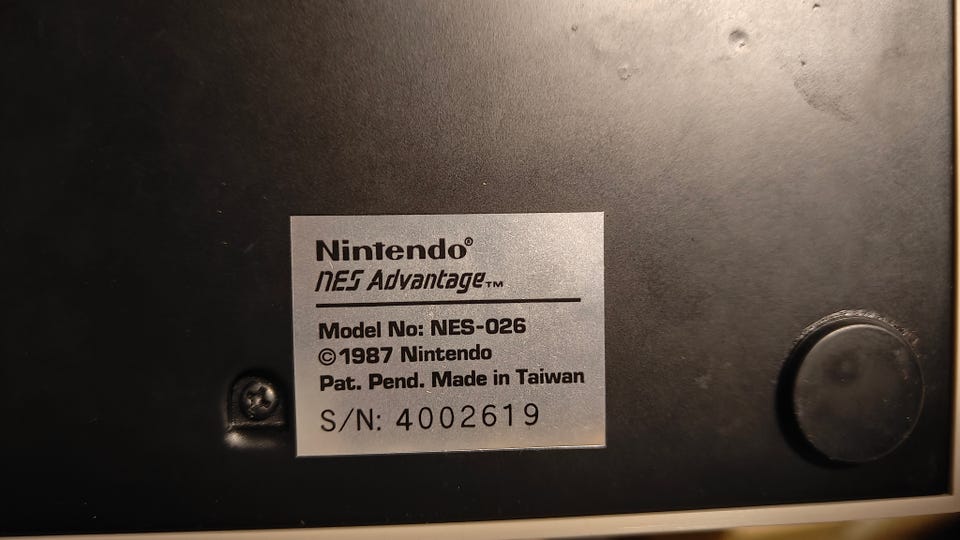 Nintendo®
NES Advantage™
Model No: NES-026
©1987 Nintendo
Pat. Pend. Made in Taiwan
S/N: 4002619